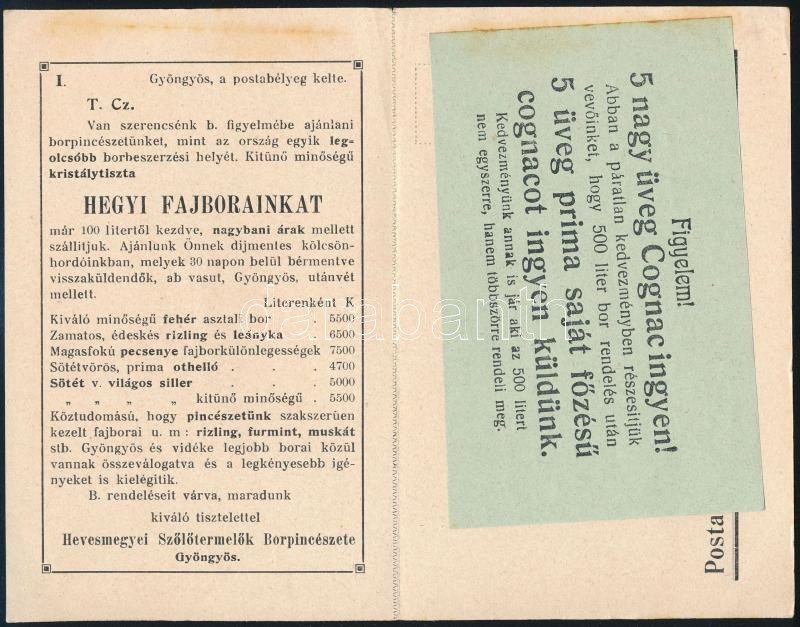 I. Gyöngyös, a postabélyeg kelte.
T. Cz.
Van szerencsénk b. figyelmébe ajánlani
borpincészetünket, mint az ország egyik leg-
olcsóbb borbeszerzési helyét. Kitünő minőségű
kristálytiszta
HEGYI FAJBORAINKAT
már 100 litertől kezdve, nagybani árak mellett
szállitjuk. Ajánlunk Önnek dijmentes kölcsön-
hordóinkban, melyek 30 napon belül bérmentve
visszaküldendők, ab vasut, Gyöngyös, utánvét
mellett.
Literenként K
Kiváló minőségű fehér asztali bor . 5500
Zamatos, édeskés rizling és leányka . 6500
Magasfokú pecsenye fajborkülönlegességek 7500
Sötétvörös, prima othelló . . . 4700
Sötét v. világos siller . . . 5000
„ „ „ „ kitünő minőségű . 5500
Köztudomású, hogy pincészetünk szakszerüen
kezelt fajborai u. m : rizling, furmint, muskát
stb. Gyöngyös és vidéke legjobb borai közül
vannak összeválogatva és a legkényesebb igé-
nyeket is kielégitik.
B. rendeléseit várva, maradunk
kiváló tisztelettel
Hevesmegyei Szőlőtermelők Borpincészete
Gyöngyös.
Figyelem!
5 nagy üveg Cognac ingyen!
Abban a páratlan kedvezményben részesitjük
vevőinket, hogy 500 liter bor rendelés után
5 üveg prima saját főzésű
cognacot ingyen küldünk.
Kedvezményünk annak is jár aki az 500 litert
nem egyszerre, hanem többszörre rendeli meg.
Posta
darabanth